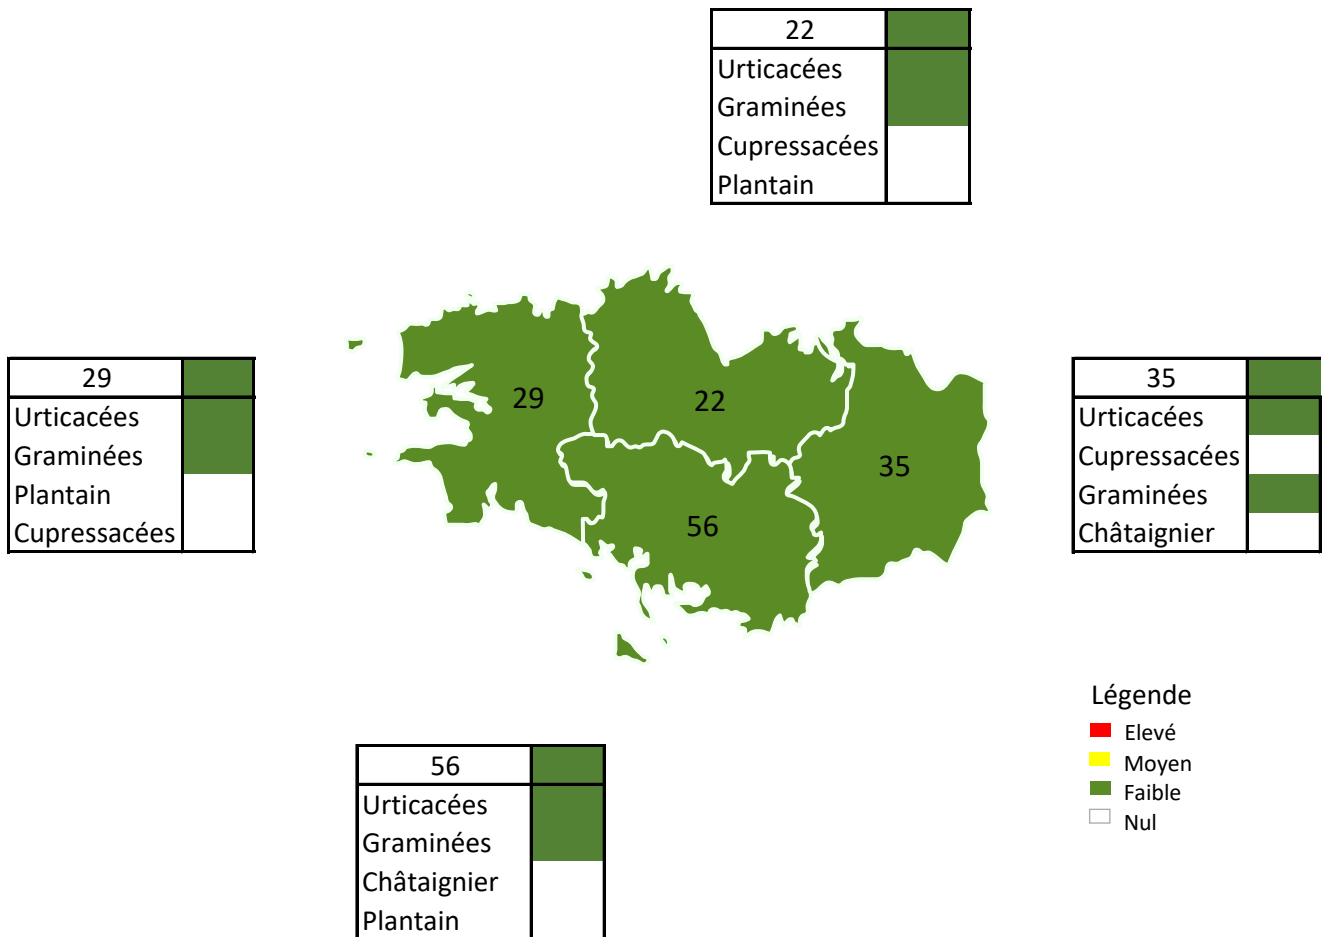 22
Urticacées
Graminées
Cupressacées
Plantain
29
Urticacées
Graminées
Plantain
Cupressacées
29
22
35
56
35
Urticacées
Cupressacées
Graminées
Châtaignier
56
Urticacées
Graminées
Châtaignier
Plantain
Légende
Elevé
Moyen
Faible
Nul